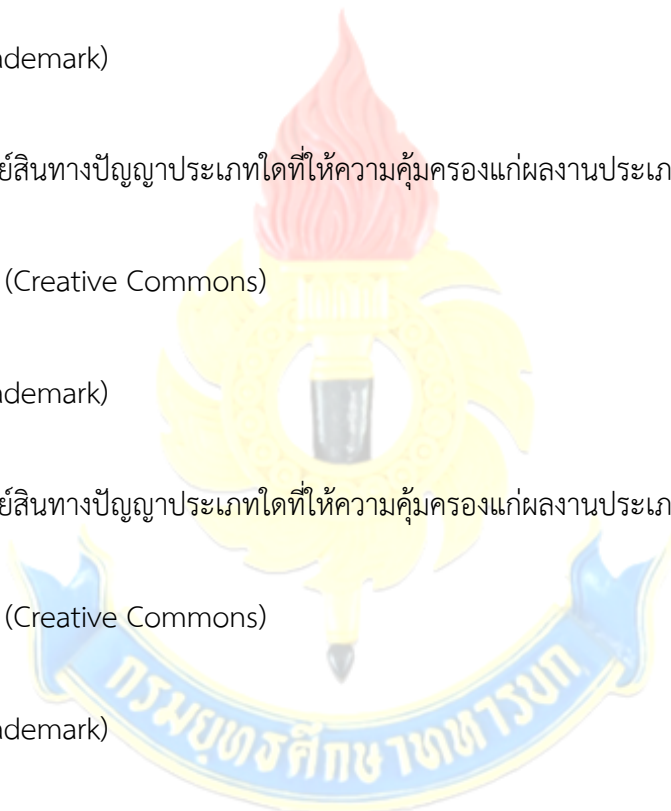 ademark)
ย์สินทางปัญญาประเภทใดที่ให้ความคุ้มครองแก่ผลงานประเภ
(Creative Commons)
ademark)
ย์สินทางปัญญาประเภทใดที่ให้ความคุ้มครองแก่ผลงานประเภ
(Creative Commons)
กรมยุทธศึกษาทหารบก
ademark)